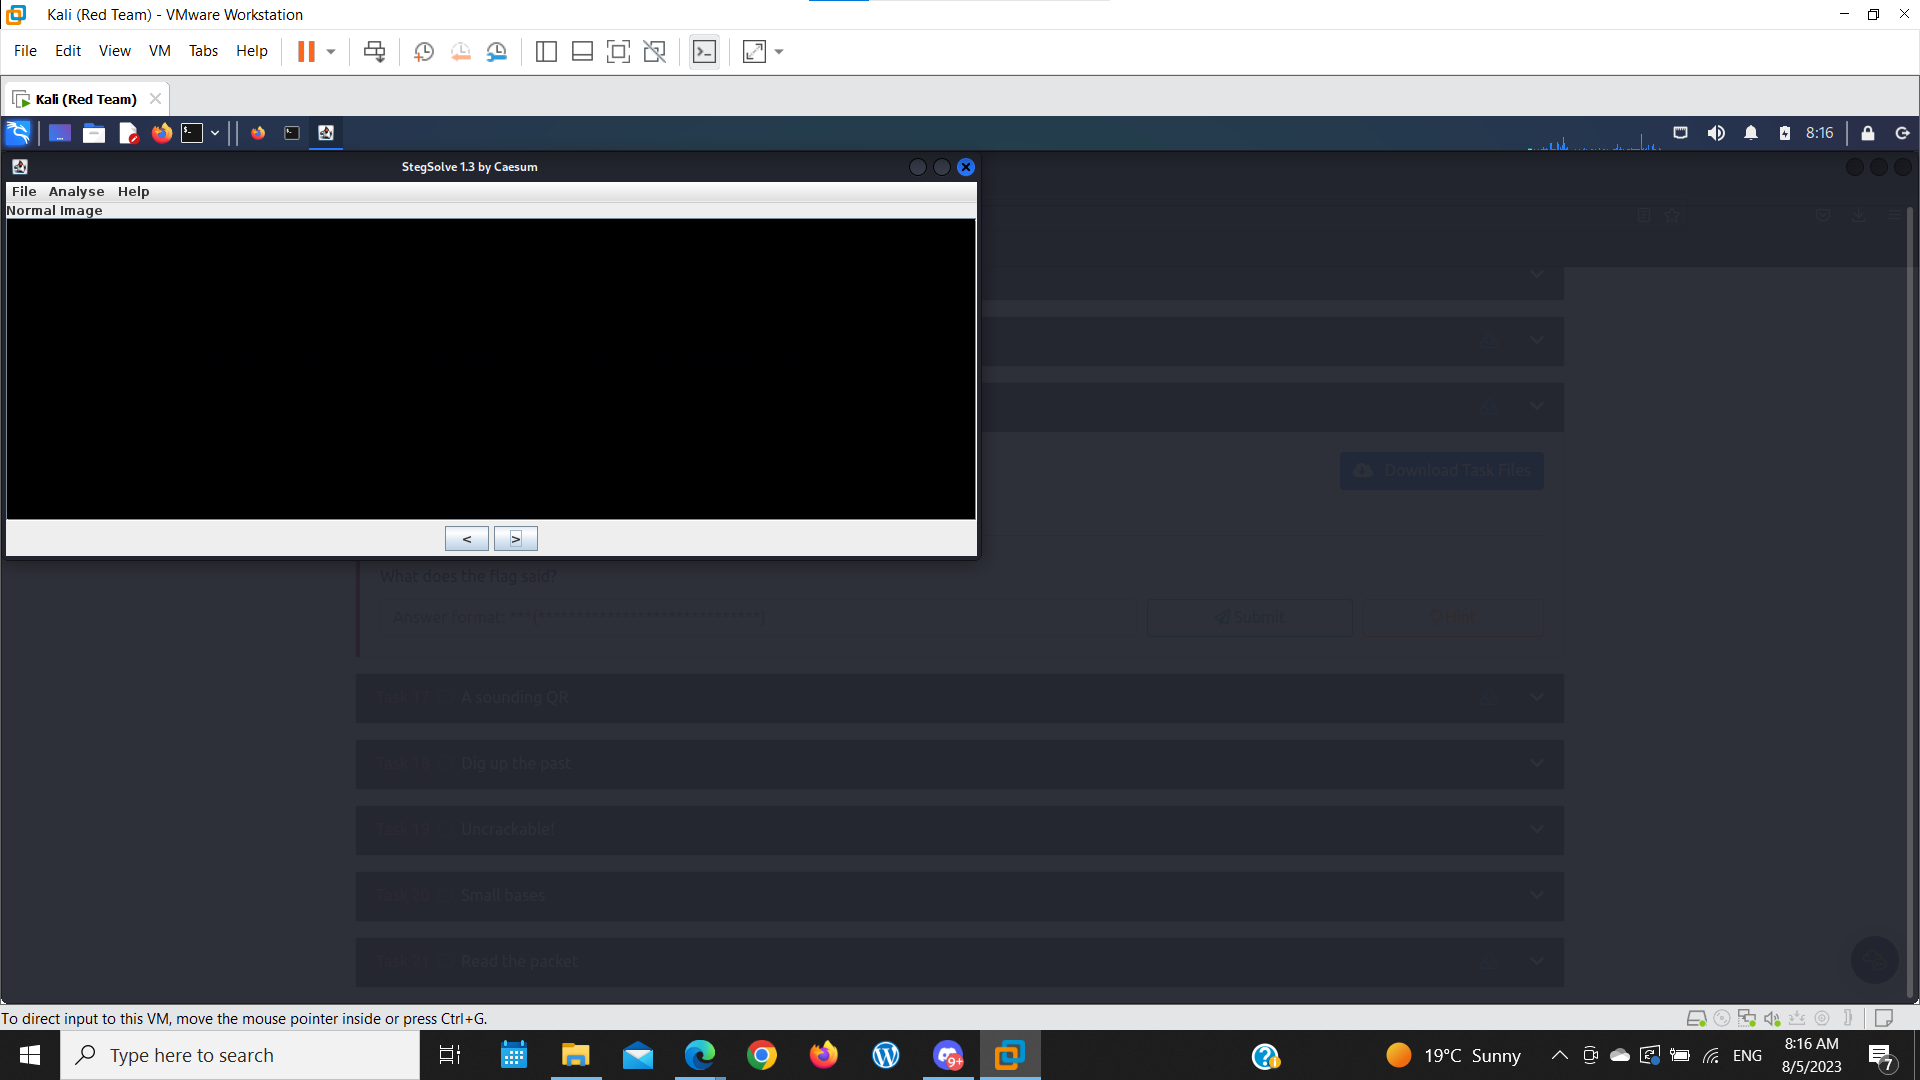 Kali (Red Team) - VMware Workstation
File Edit View VM Tabs Help
Kali (Red Team)
8:16
StegSolve 1.3 by Caesum
File Analyse Help
Normal Image
Download Task Files
< >
What does the flag said?
Answer format: ***{****************************}
Submit Hint
Task 17 A sounding QR
Task 18 Dig up the past
Task 19 Uncrackable!
Task 20 Small bases
Task 21 Read the packet
To direct input to this VM, move the mouse pointer inside or press Ctrl+G.
Type here to search
9+
19°C Sunny
ENG
8:16 AM
8/5/2023
7